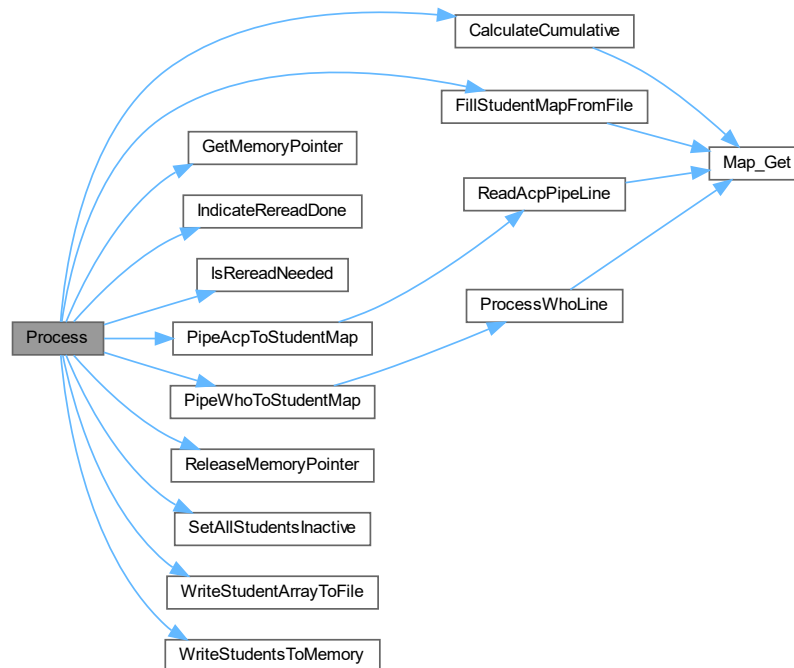 CalculateCumulative
FillStudentMapFromFile
GetMemoryPointer
Map_Get
ReadAcpPipeLine
IndicateRereadDone
IsRereadNeeded
ProcessWhoLine
Process
PipeAcpToStudentMap
PipeWhoToStudentMap
ReleaseMemoryPointer
SetAllStudentsInactive
WriteStudentArrayToFile
WriteStudentsToMemory